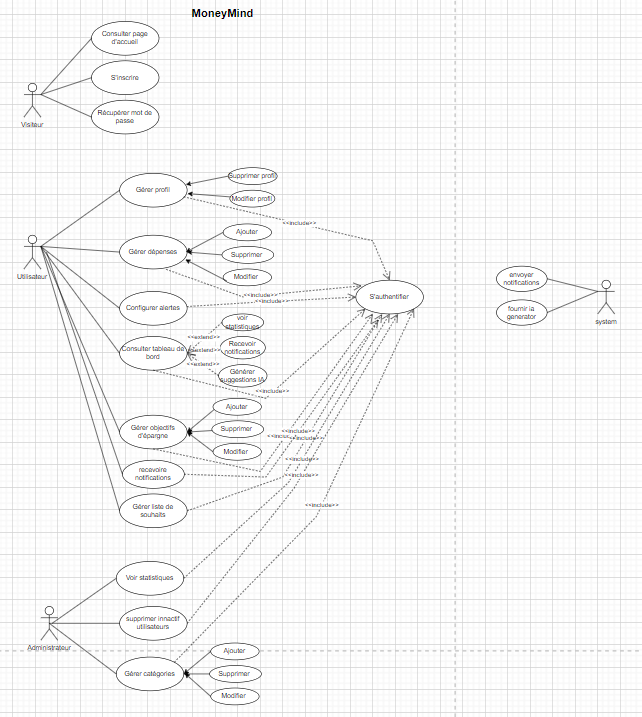 MoneyMind
Consulter page
d'accueil
S'inscrire
Récupérer mot de
passe
Visiteur
Gérer profil
Supprimer profil
Modifier profil
<<include>>
Utilisateur
Gérer dépenses
Ajouter
Supprimer
Modifier
<<include>>
<<include>>
Configurer alertes
S'authentifier
envoyer
notifications
fournir ia
generator
system
Consulter tableau de
bord
voir
statistiques
Recevoir
notifications
Générer
suggestions IA
<<extend>>
<<extend>>
<<extend>>
<<include>>
Gérer objectifs
d'épargne
Ajouter
Supprimer
Modifier
<<include>>
<<include>>
recevoire
notifications
<<include>>
Gérer liste de
souhaits
<<include>>
<<include>>
Voir statistiques
supprimer innactif
utilisateurs
Administrateur
Gérer catégories
Ajouter
Supprimer
Modifier